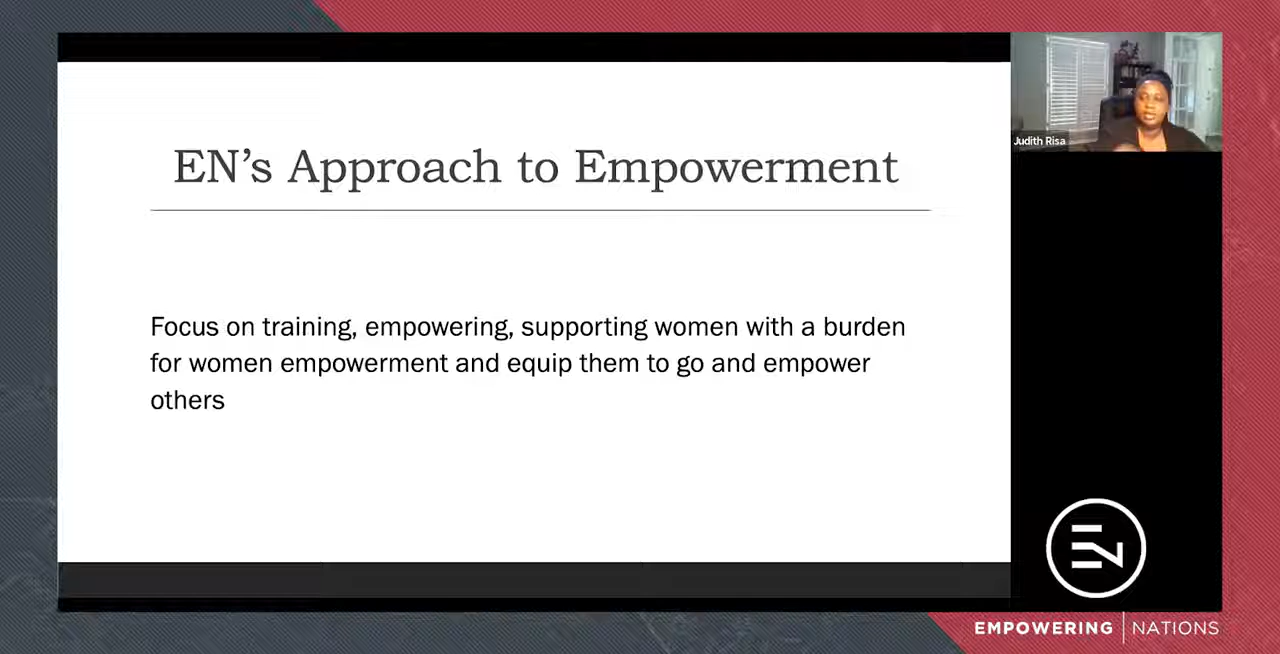 EN’s Approach to Empowerment
Focus on training, empowering, supporting women with a burden
for women empowerment and equip them to go and empower
others
Judith Risa
EN
EMPOWERING | NATIONS